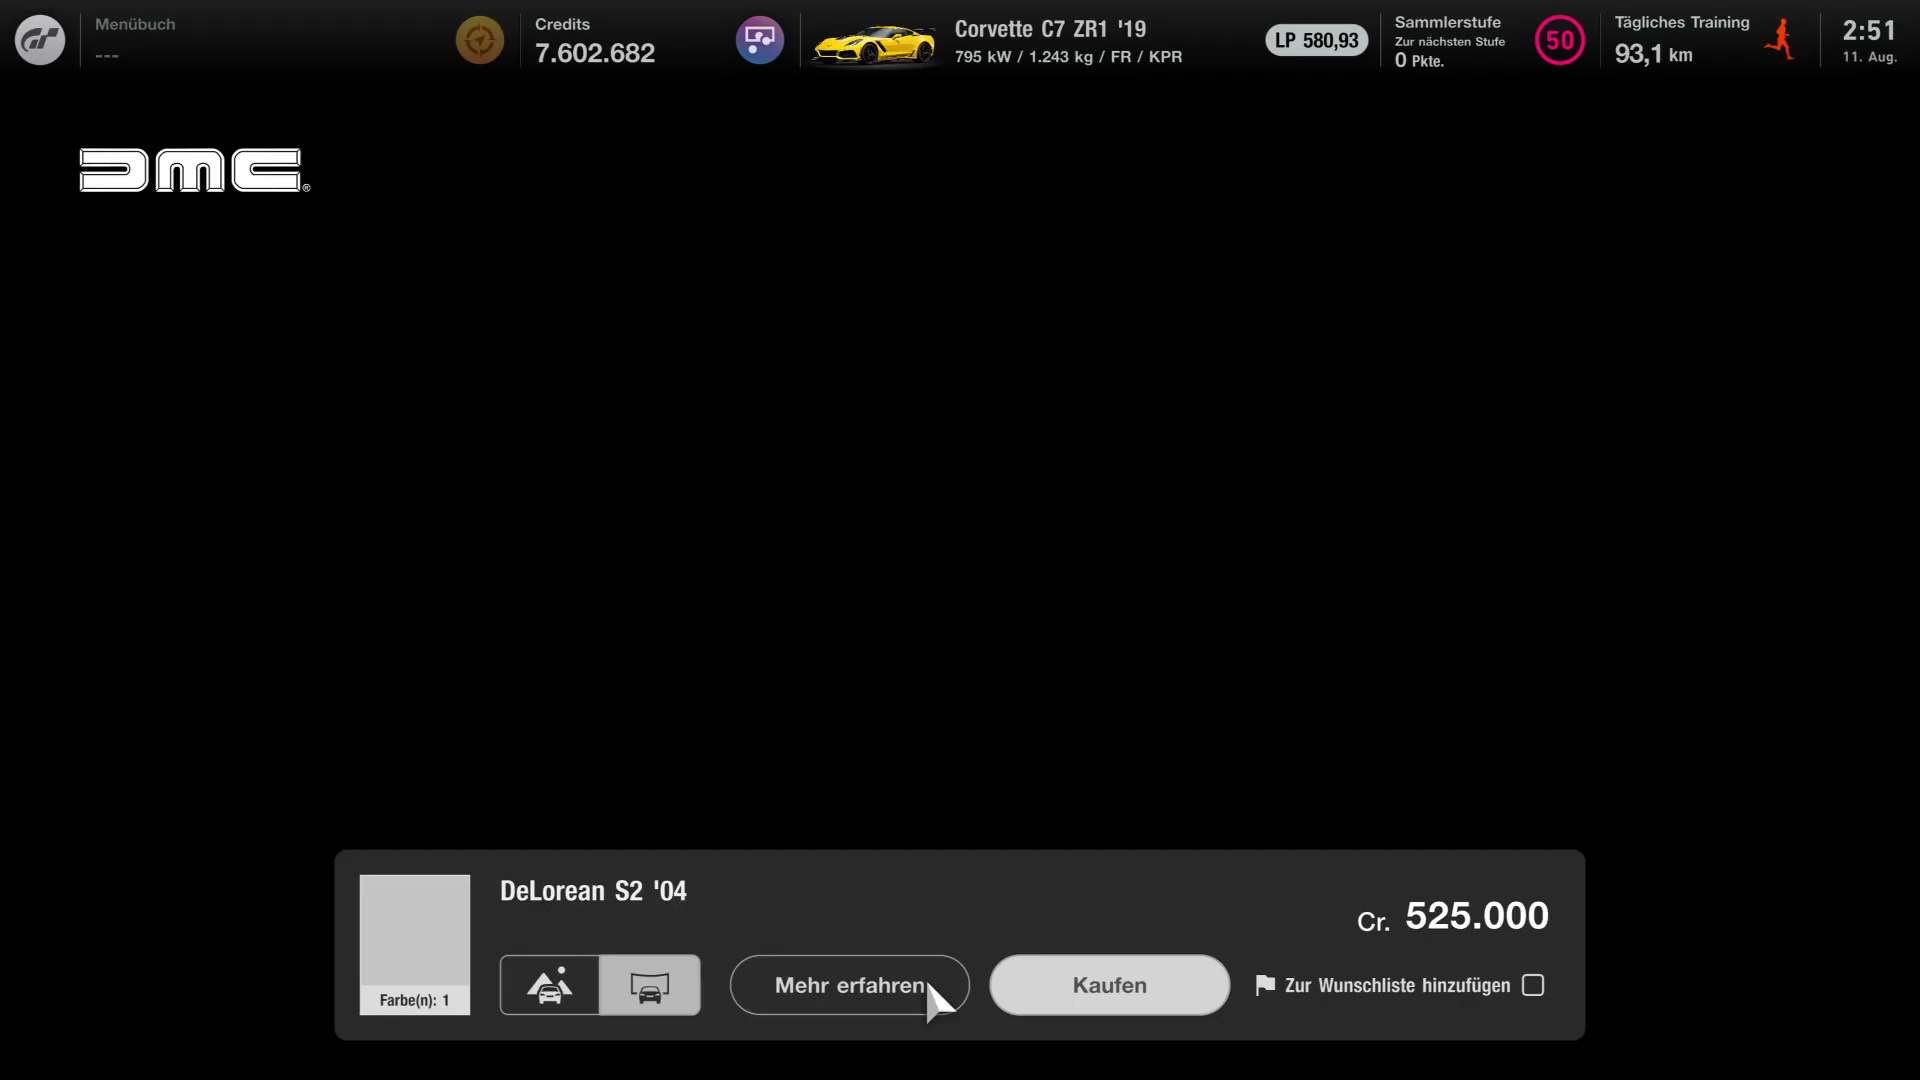 Menübuch
---
Credits
7.602.682
Corvette C7 ZR1 '19
795 kW / 1.243 kg / FR / KPR
LP 580,93
Sammlerstufe
Zur nächsten Stufe
0 Pkte.
50
Tägliches Training
93,1 km
2:51
11. Aug.
DMC®
DeLorean S2 '04
Cr. 525.000
Farbe(n): 1
Mehr erfahren
Kaufen
Zur Wunschliste hinzufügen